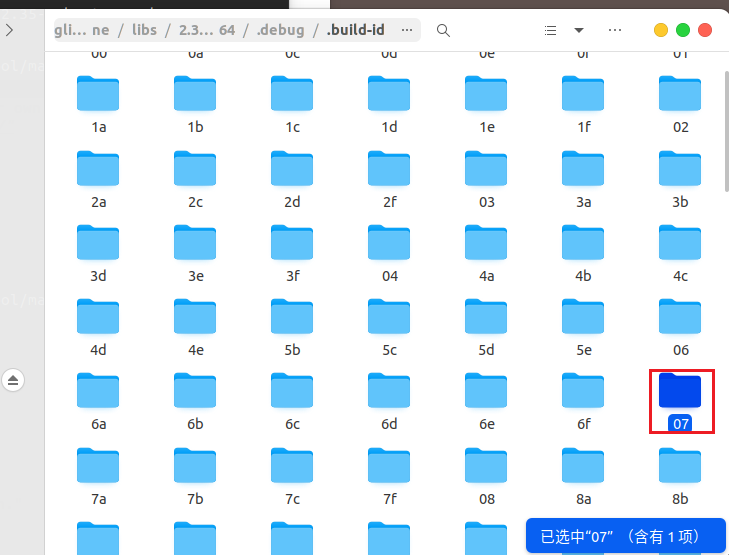 gli… ne / libs / 2.3… 64 / .debug / .build-id ···
00 0a 0c 0d 0e 0f 01
1a 1b 1c 1d 1e 1f 02
2a 2c 2d 2f 03 3a 3b
3d 3e 3f 04 4a 4b 4c
4d 4e 5b 5c 5d 5e 06
6a 6b 6c 6d 6e 6f 07
7a 7b 7c 7f 08 8a 8b
已选中“07” （含有 1 项）